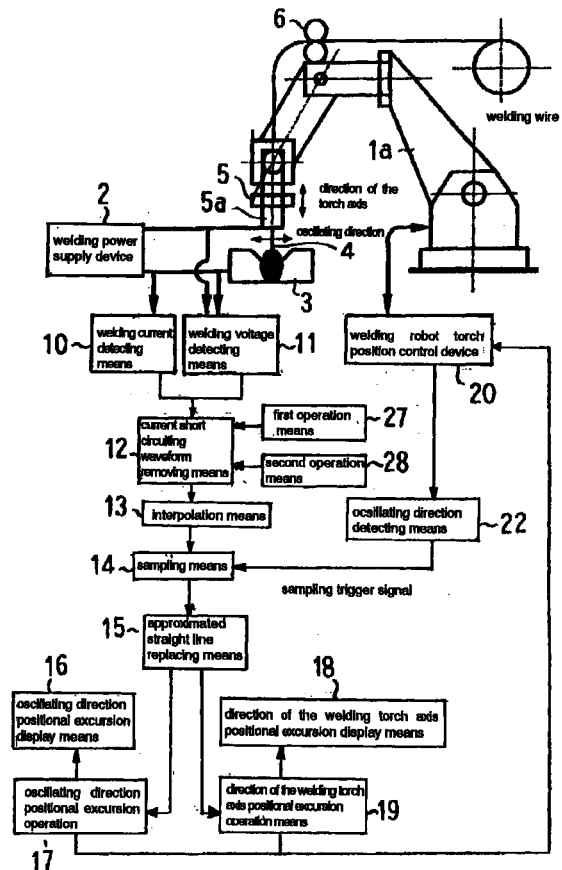 6
welding wire
1a
5
direction of the
torch axis
5a
2
oscillating direction
4
welding power
supply device
3
10
welding current
detecting
means
welding voltage
detecting
means
11
welding robot torch
position control device
20
12
current short
circuiting
waveform
removing means
first operation
means
27
second operation
means
28
13
interpolation means
ocsillating direction
detecting means
22
14
sampling means
sampling trigger signal
15
approximated
straight line
replacing means
16
oscillating direction
positional excursion
display means
18
direction of the welding torch axis
positional excursion display means
oscillating direction
positional excursion
operation
17
direction of the welding torch
axis positional excursion
operation means
19